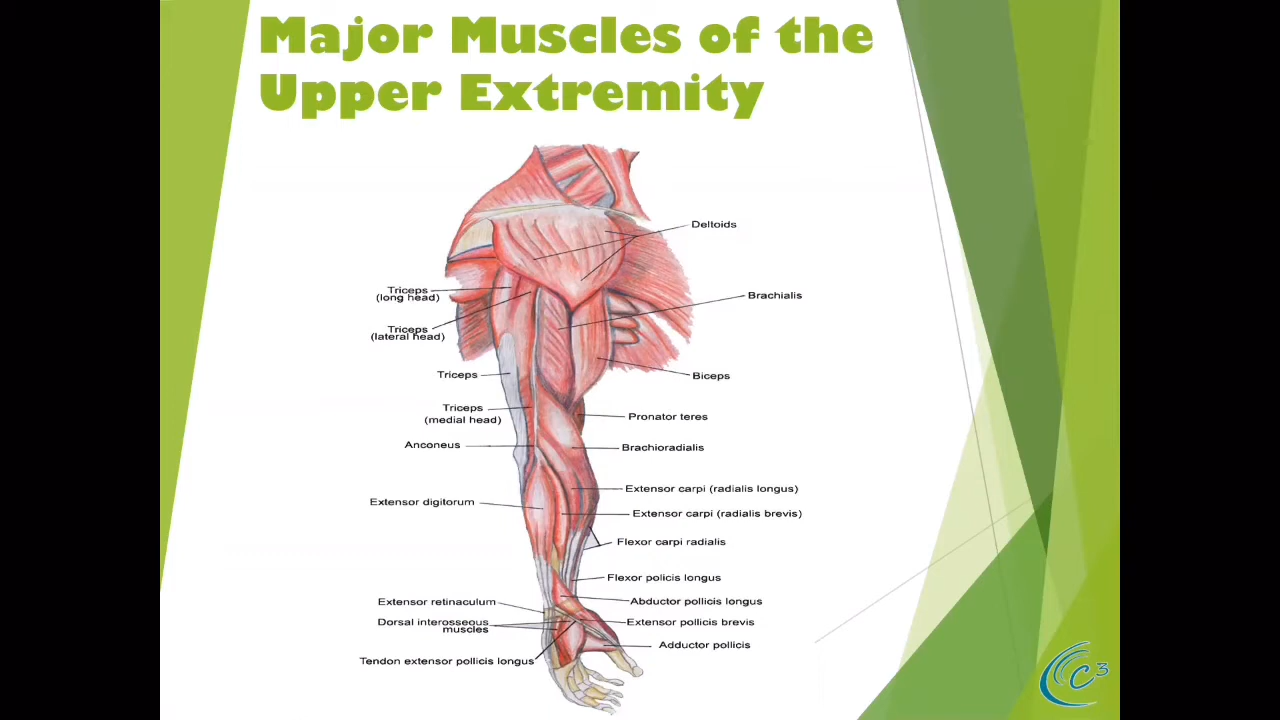 Major Muscles of the
Upper Extremity
Deltoids
Triceps
(long head)
Brachialis
Triceps
(lateral head)
Triceps
Biceps
Triceps
(medial head)
Pronator teres
Anconeus
Brachioradialis
Extensor carpi (radialis longus)
Extensor digitorum
Extensor carpi (radialis brevis)
Flexor carpi radialis
Flexor policis longus
Extensor retinaculum
Abductor pollicis longus
Dorsal interosseous
muscles
Extensor pollicis brevis
Adductor pollicis
Tendon extensor pollicis longus
C3